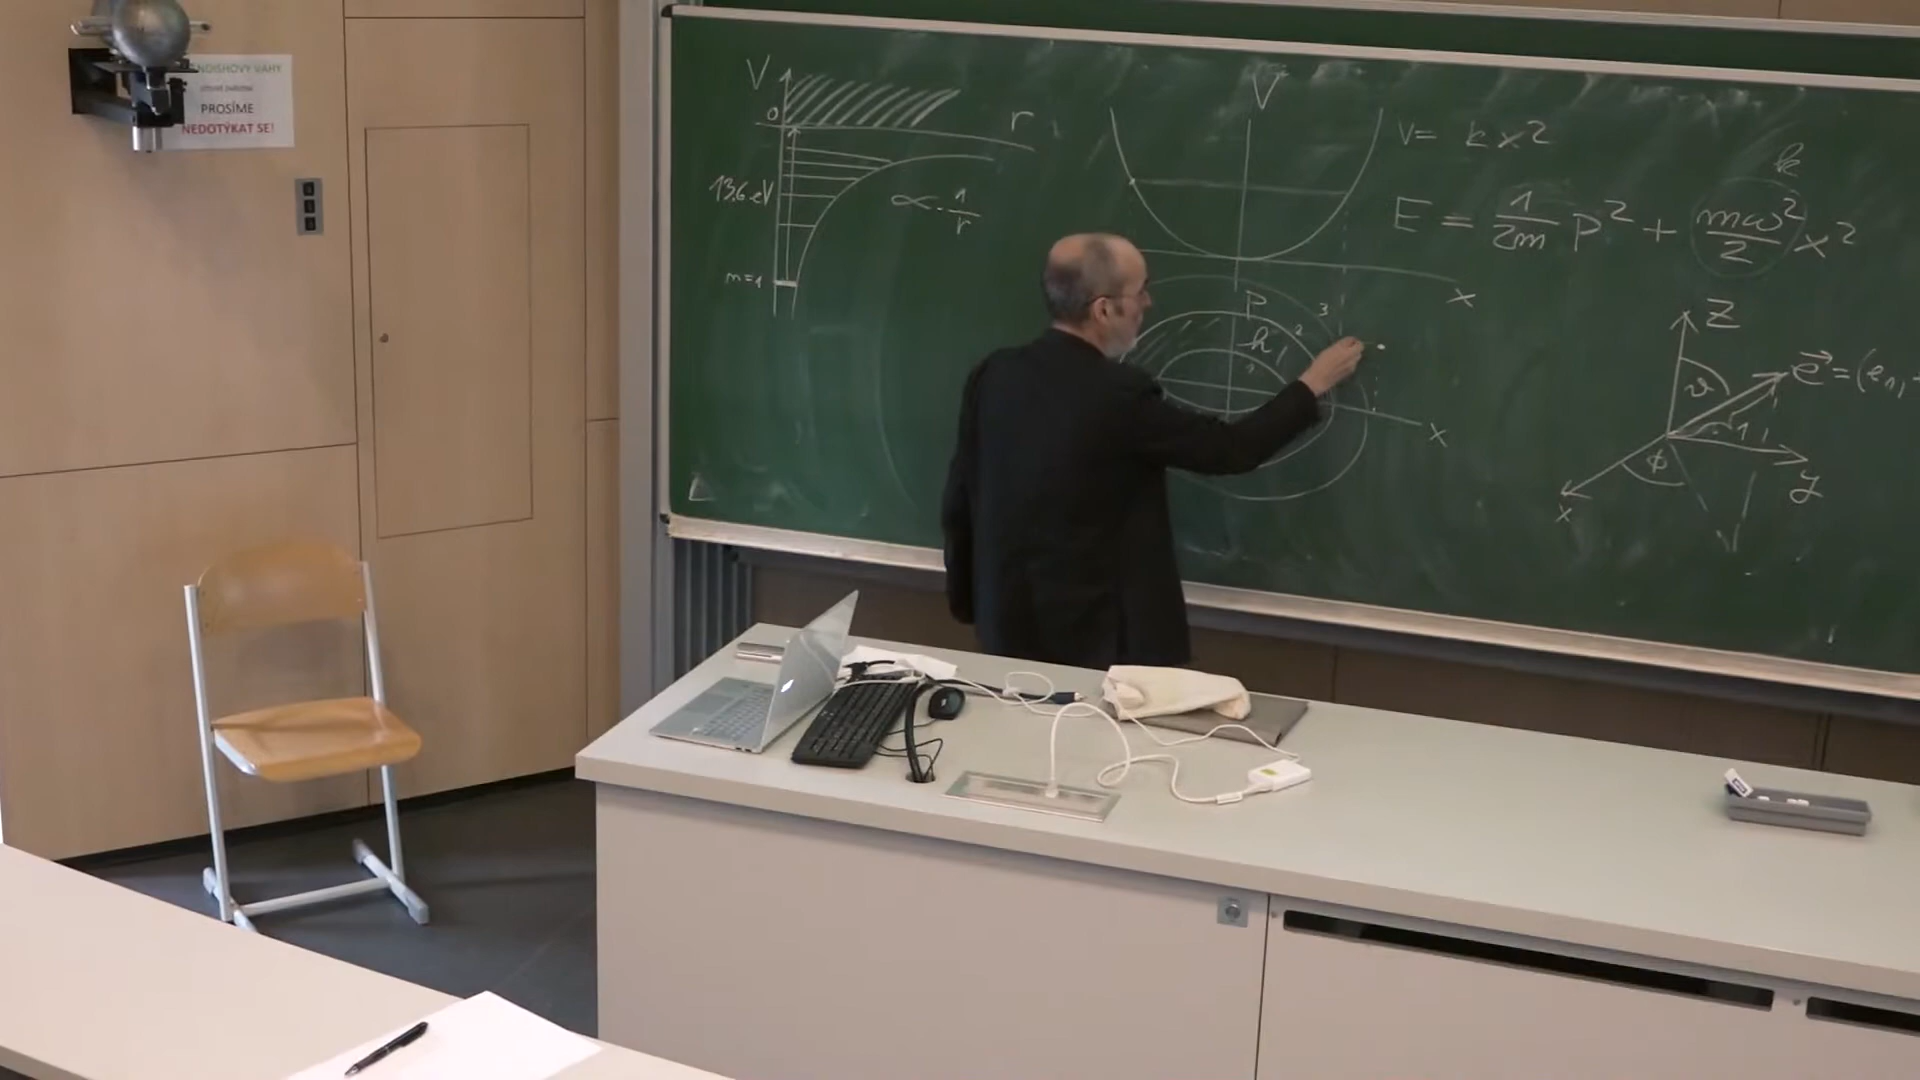 PROSÍME
NEDOTÝKAT SE!
V
0
r
13,6 eV
∝ - 1/r
n=1
V
V = kx²
x
k
E = 1/2m p² + mω²/2 x²
p
h
1
2
3
x
z
ϑ
e⃗ = (e₁,
1
ϕ
x
y